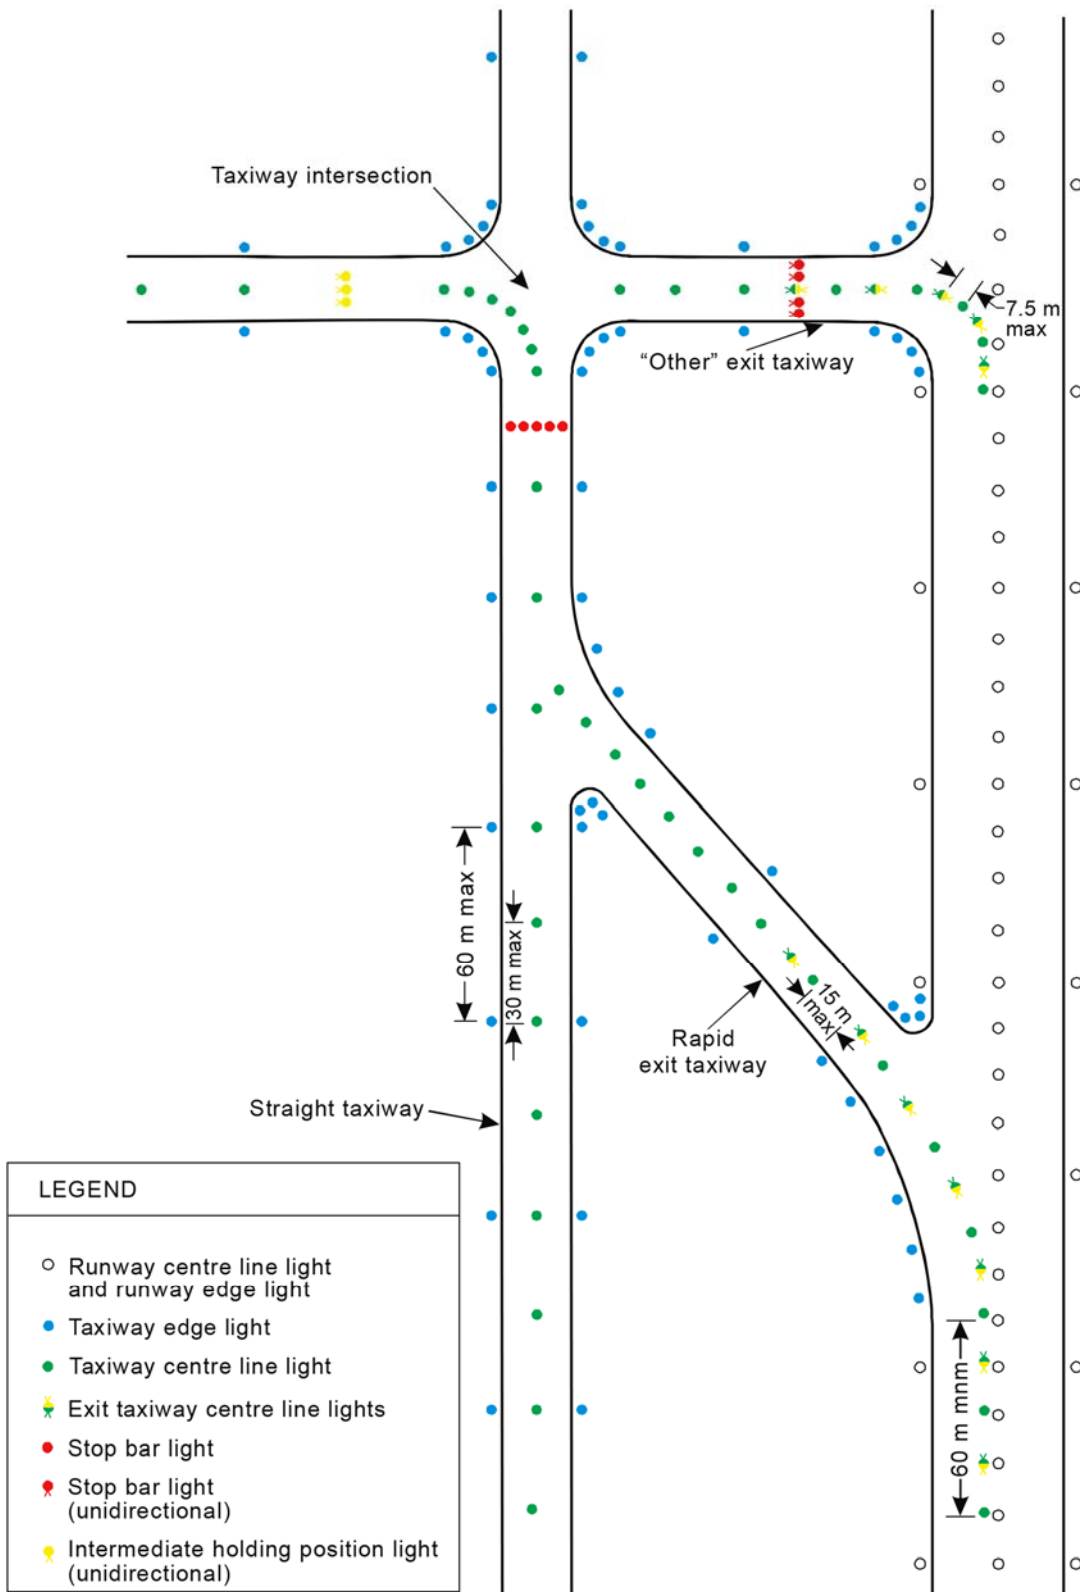 Taxiway intersection
7.5 m
max
“Other” exit taxiway
60 m max
30 m max
15 m
max
Rapid
exit taxiway
Straight taxiway
60 m mnm
LEGEND
Runway centre line light
and runway edge light
Taxiway edge light
Taxiway centre line light
Exit taxiway centre line lights
Stop bar light
Stop bar light
(unidirectional)
Intermediate holding position light
(unidirectional)